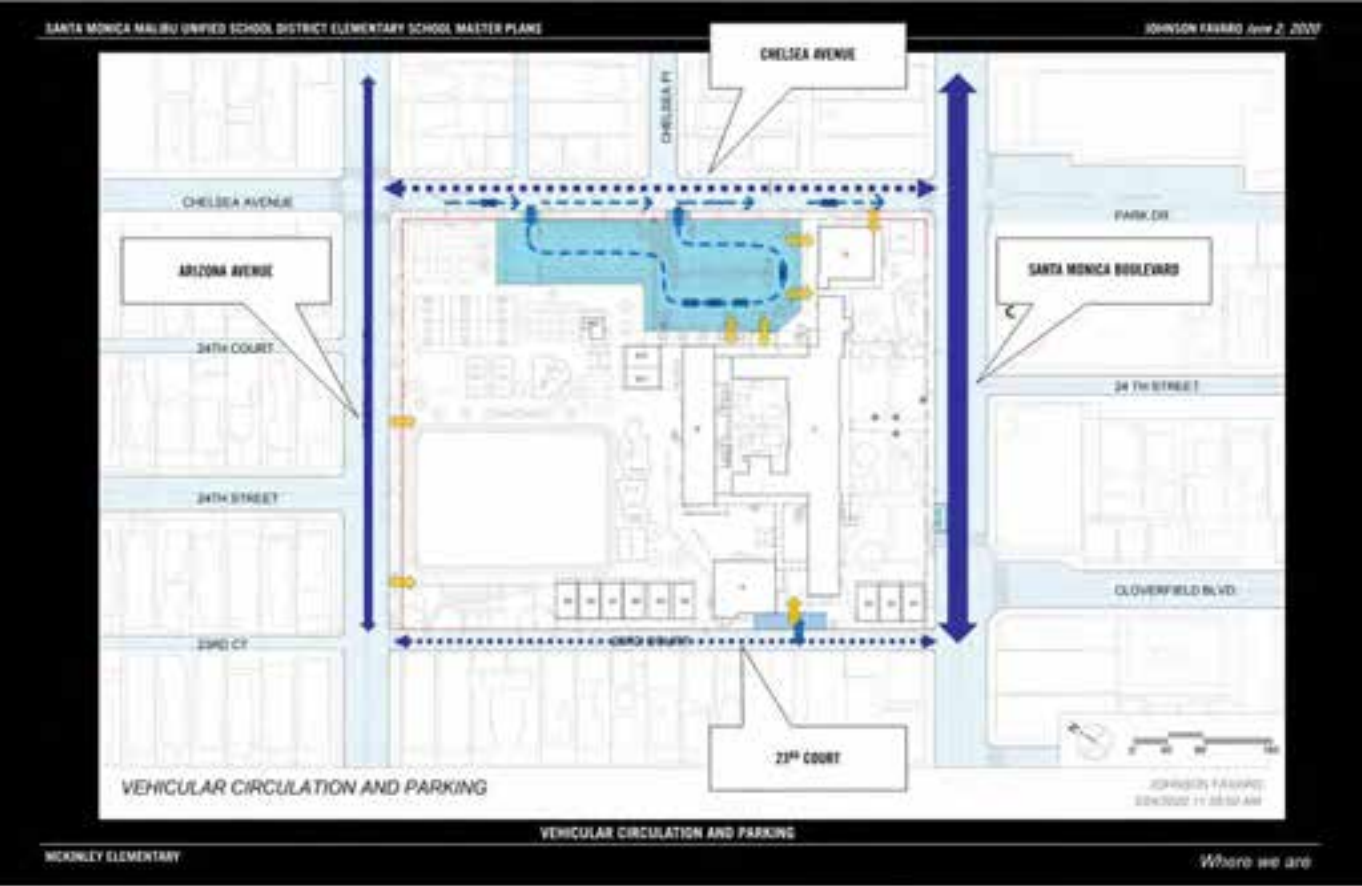 SANTA MONICA MALIBU UNIFIED SCHOOL DISTRICT ELEMENTARY SCHOOL MASTER PLANS
JOHNSON FAVARO June 2, 2020
CHELSEA AVENUE
CHELSEA PL
CHELSEA AVENUE
PARK DR
ARIZONA AVENUE
SANTA MONICA BOULEVARD
C
24TH COURT
24 TH STREET
24TH STREET
CLOVERFIELD BLVD
23RD CT
23RD COURT
23RD COURT
N
VEHICULAR CIRCULATION AND PARKING
JOHNSON FAVARO
VEHICULAR CIRCULATION AND PARKING
MCKINLEY ELEMENTARY
Where we are